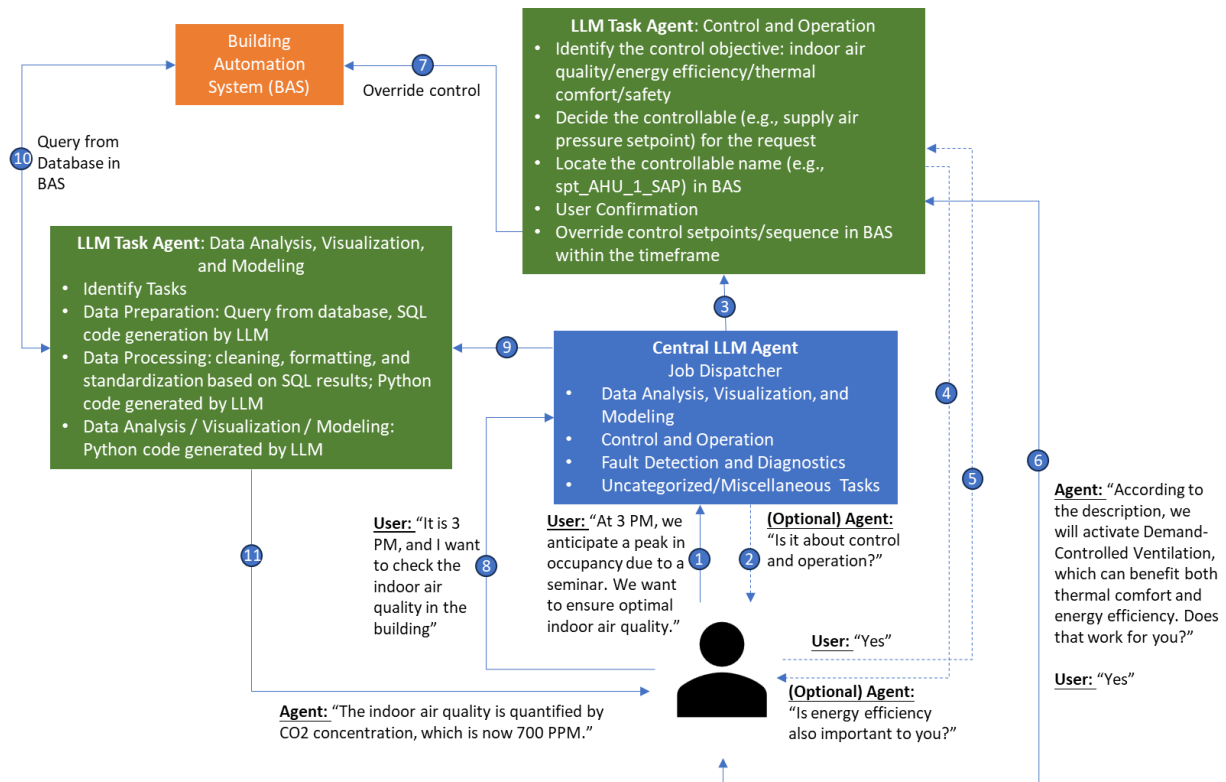 Building
Automation
System (BAS)
7
Override control
LLM Task Agent: Control and Operation
• Identify the control objective: indoor air
quality/energy efficiency/thermal
comfort/safety
• Decide the controllable (e.g., supply air
pressure setpoint) for the request
• Locate the controllable name (e.g.,
spt_AHU_1_SAP) in BAS
• User Confirmation
• Override control setpoints/sequence in BAS
within the timeframe
10
Query from
Database in
BAS
LLM Task Agent: Data Analysis, Visualization,
and Modeling
• Identify Tasks
• Data Preparation: Query from database, SQL
code generation by LLM
• Data Processing: cleaning, formatting, and
standardization based on SQL results; Python
code generated by LLM
• Data Analysis / Visualization / Modeling:
Python code generated by LLM
3
9
Central LLM Agent
Job Dispatcher
• Data Analysis, Visualization, and
Modeling
• Control and Operation
• Fault Detection and Diagnostics
• Uncategorized/Miscellaneous Tasks
4
5
6
11
User: “It is 3
PM, and I want
to check the
indoor air
quality in the
building”
8
User: “At 3 PM, we
anticipate a peak in
occupancy due to a
seminar. We want
to ensure optimal
indoor air quality.”
1
2
(Optional) Agent:
“Is it about control
and operation?”
Agent: “According to
the description, we
will activate Demand-
Controlled Ventilation,
which can benefit both
thermal comfort and
energy efficiency. Does
that work for you?”
User: “Yes”
User: “Yes”
(Optional) Agent:
“Is energy efficiency
also important to you?”
Agent: “The indoor air quality is quantified by
CO2 concentration, which is now 700 PPM.”